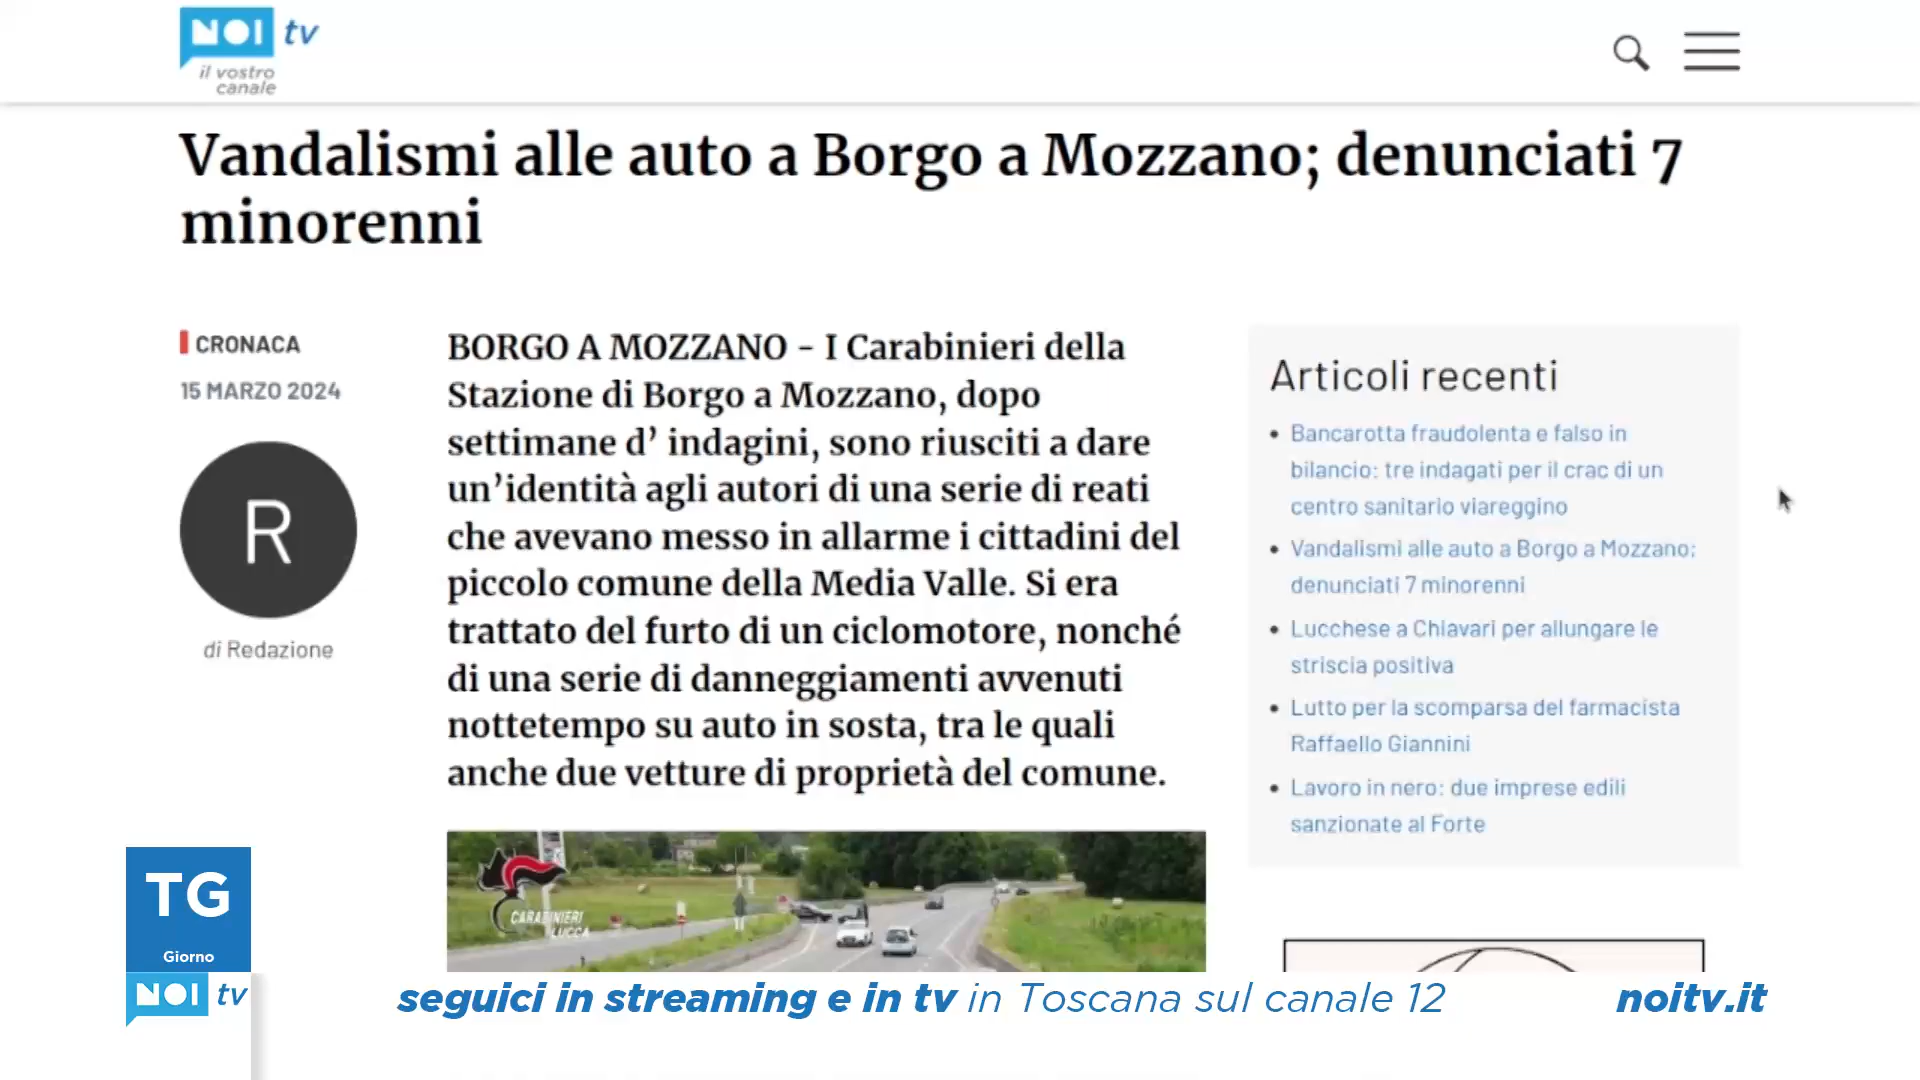 NOI tv
il vostro
canale
Vandalismi alle auto a Borgo a Mozzano; denunciati 7
minorenni
CRONACA
15 MARZO 2024
R
di Redazione
BORGO A MOZZANO - I Carabinieri della
Stazione di Borgo a Mozzano, dopo
settimane d’ indagini, sono riusciti a dare
un’identità agli autori di una serie di reati
che avevano messo in allarme i cittadini del
piccolo comune della Media Valle. Si era
trattato del furto di un ciclomotore, nonché
di una serie di danneggiamenti avvenuti
nottetempo su auto in sosta, tra le quali
anche due vetture di proprietà del comune.
CARABINIERI
LUCCA
Articoli recenti
• Bancarotta fraudolenta e falso in
bilancio: tre indagati per il crac di un
centro sanitario viareggino
• Vandalismi alle auto a Borgo a Mozzano;
denunciati 7 minorenni
• Lucchese a Chiavari per allungare le
striscia positiva
• Lutto per la scomparsa del farmacista
Raffaello Giannini
• Lavoro in nero: due imprese edili
sanzionate al Forte
TG
Giorno
NOI tv
seguici in streaming e in tv in Toscana sul canale 12
noitv.it